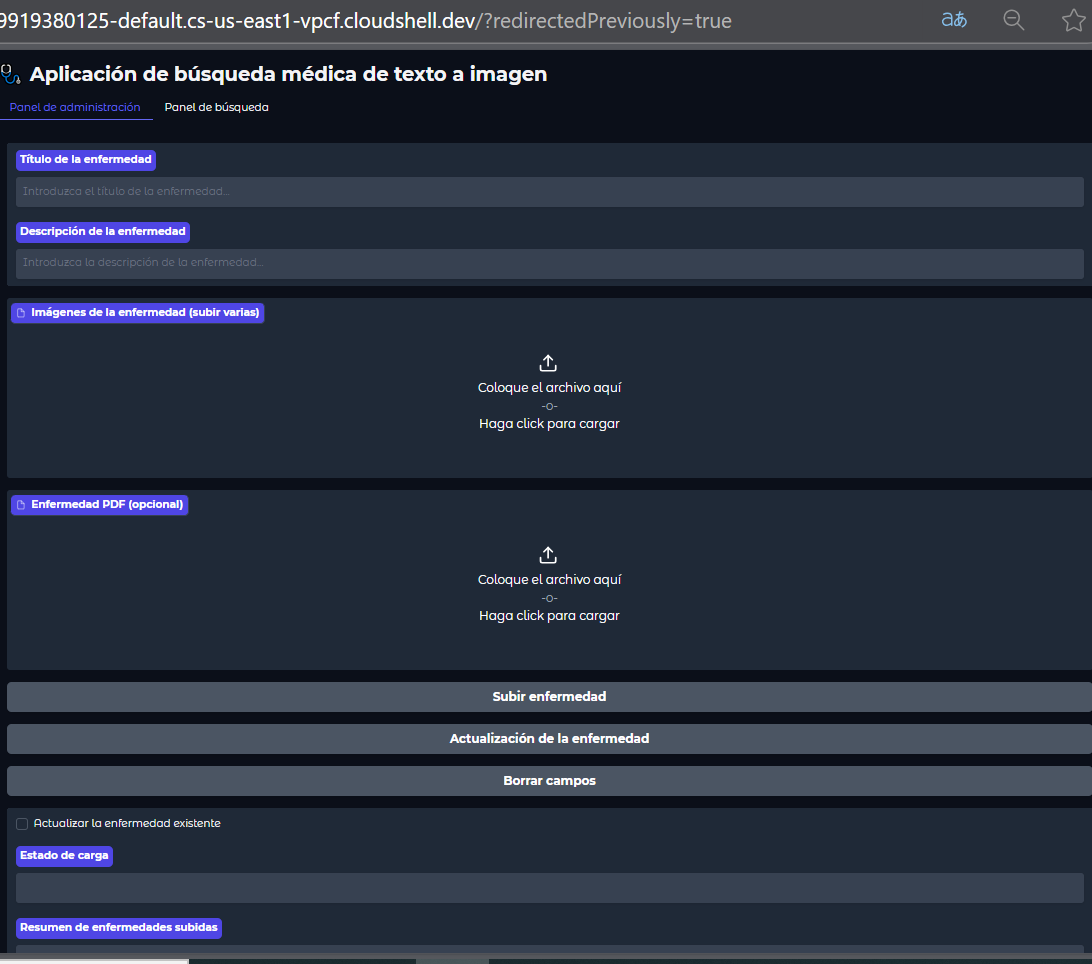 9919380125-default.cs-us-east1-vpcf.cloudshell.dev/?redirectedPreviously=true
aあ
Aplicación de búsqueda médica de texto a imagen
Panel de administración Panel de búsqueda
Título de la enfermedad
Introduzca el título de la enfermedad...
Descripción de la enfermedad
Introduzca la descripción de la enfermedad...
Imágenes de la enfermedad (subir varias)
Coloque el archivo aquí
-o-
Haga click para cargar
Enfermedad PDF (opcional)
Coloque el archivo aquí
-o-
Haga click para cargar
Subir enfermedad
Actualización de la enfermedad
Borrar campos
Actualizar la enfermedad existente
Estado de carga
Resumen de enfermedades subidas